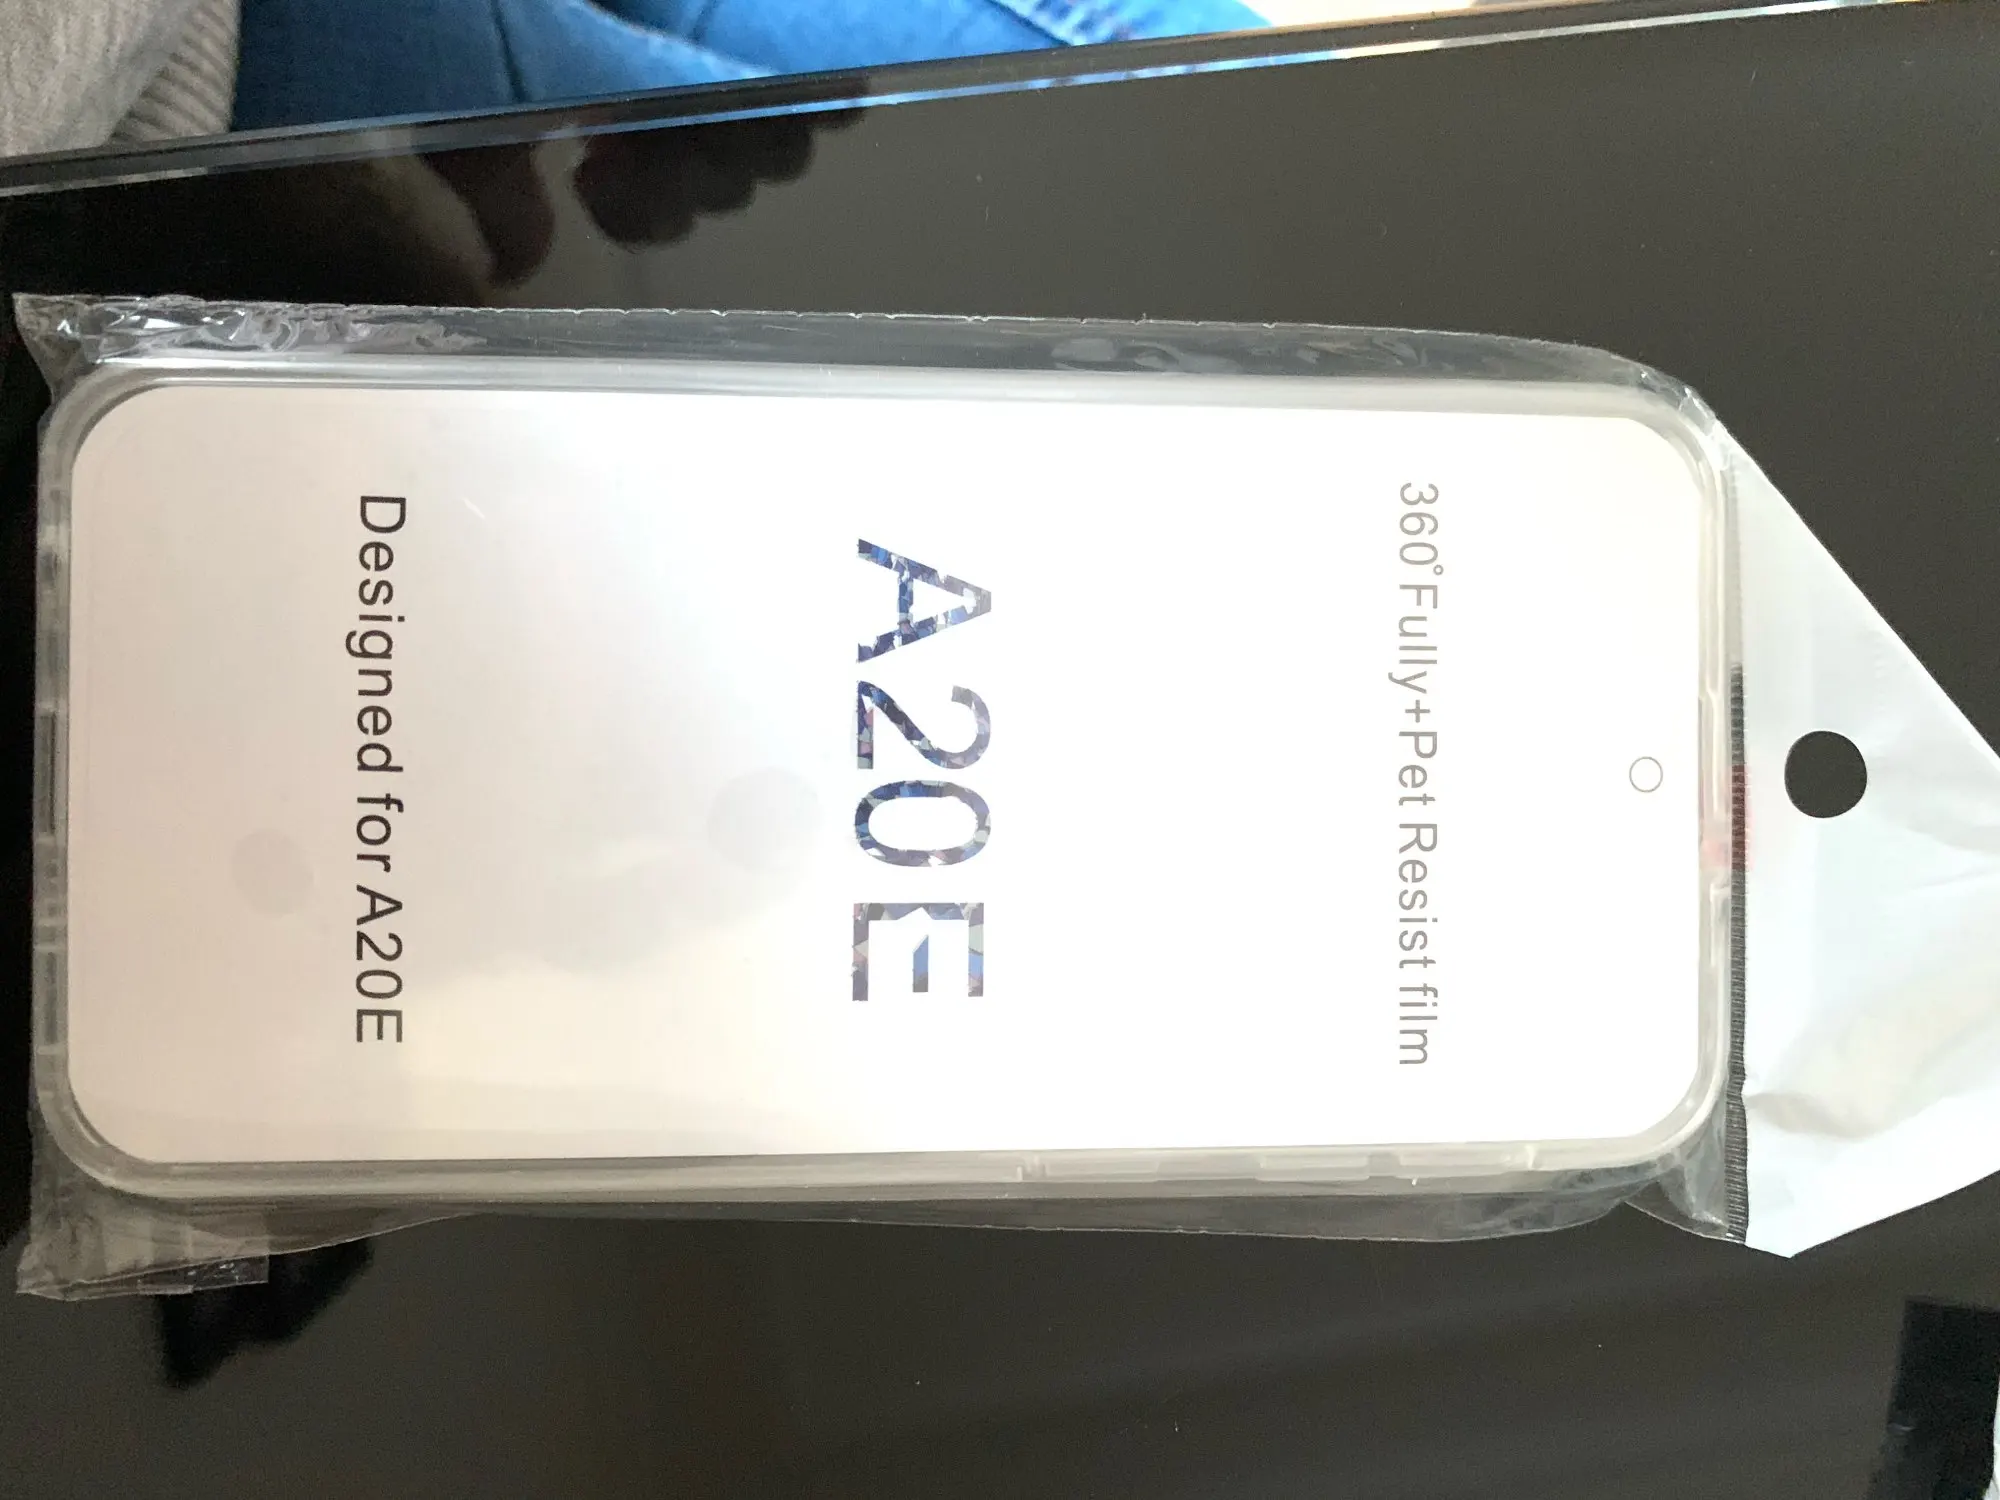 360°Fully+Pet Resist film
A20E
Designed for A20E